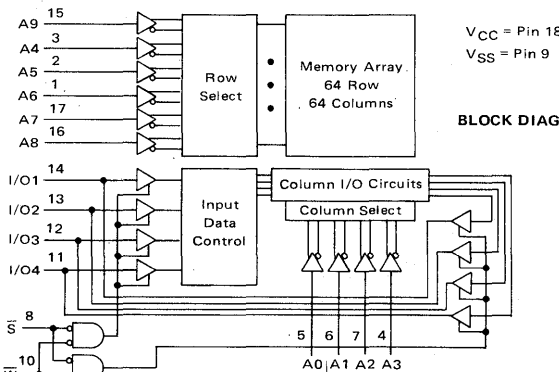 A9 15
A4 3
A5 2
A6 1
A7 17
A8 16
Row
Select
Memory Array
64 Row
64 Columns
VCC = Pin 18
VSS = Pin 9
BLOCK DIAG
I/O1 14
I/O2 13
I/O3 12
I/O4 11
Input
Data
Control
Column I/O Circuits
Column Select
S 8
W 10
5 6 7 4
A0 A1 A2 A3